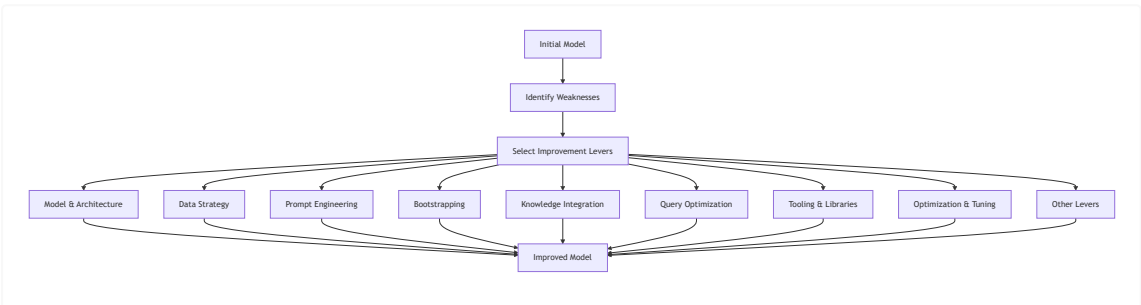 Initial Model
Identify Weaknesses
Select Improvement Levers
Model & Architecture
Data Strategy
Prompt Engineering
Bootstrapping
Knowledge Integration
Query Optimization
Tooling & Libraries
Optimization & Tuning
Other Levers
Improved Model